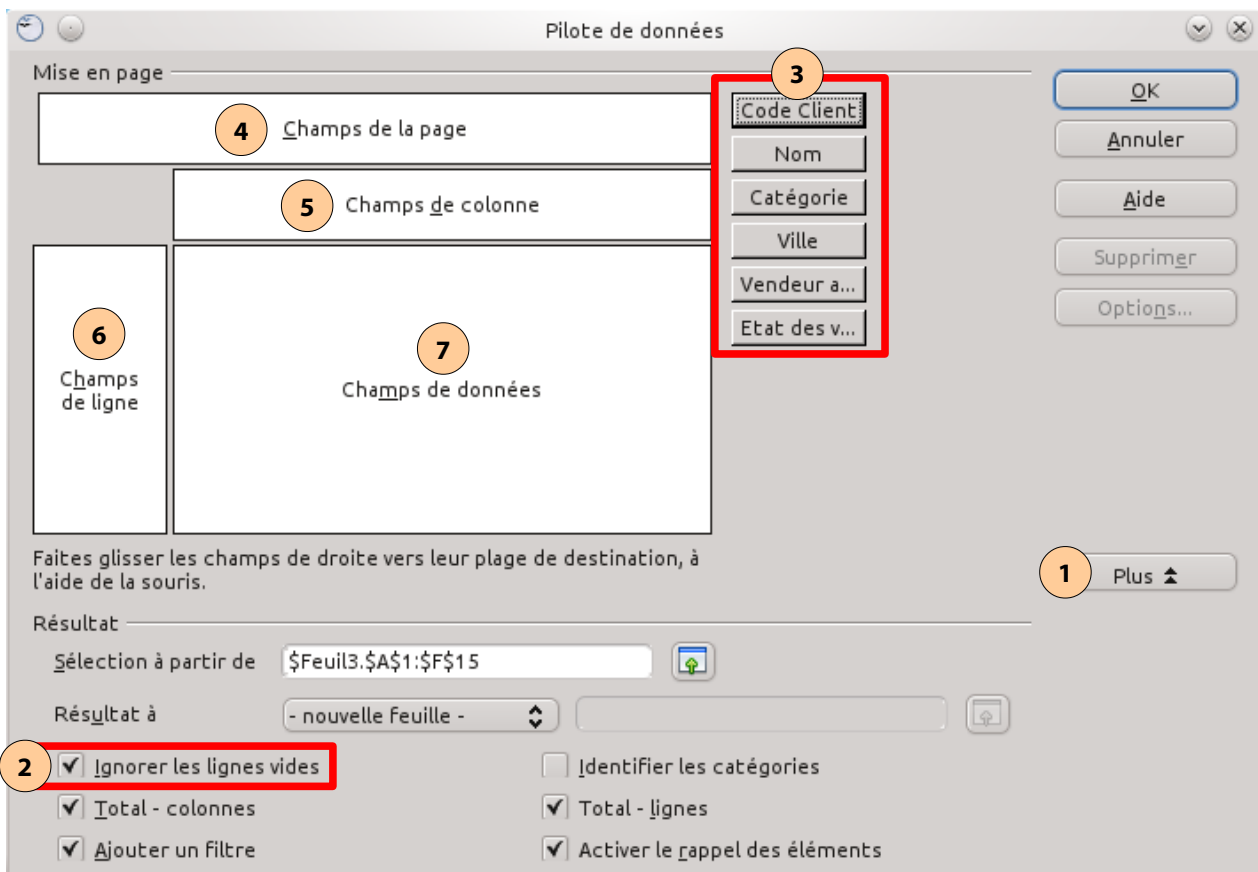 Pilote de données
Mise en page
3
Code Client
OK
4 Champs de la page
Nom
Annuler
5 Champs de colonne
Catégorie
Aide
Ville
Supprimer
Vendeur a...
Options...
Etat des v...
6
Champs
de ligne
7
Champs de données
Faites glisser les champs de droite vers leur plage de destination, à
l'aide de la souris.
1 Plus
Résultat
Sélection à partir de $Feuil3.$A$1:$F$15
Résultat à - nouvelle feuille -
2 Ignorer les lignes vides
Identifier les catégories
Total - colonnes
Total - lignes
Ajouter un filtre
Activer le rappel des éléments